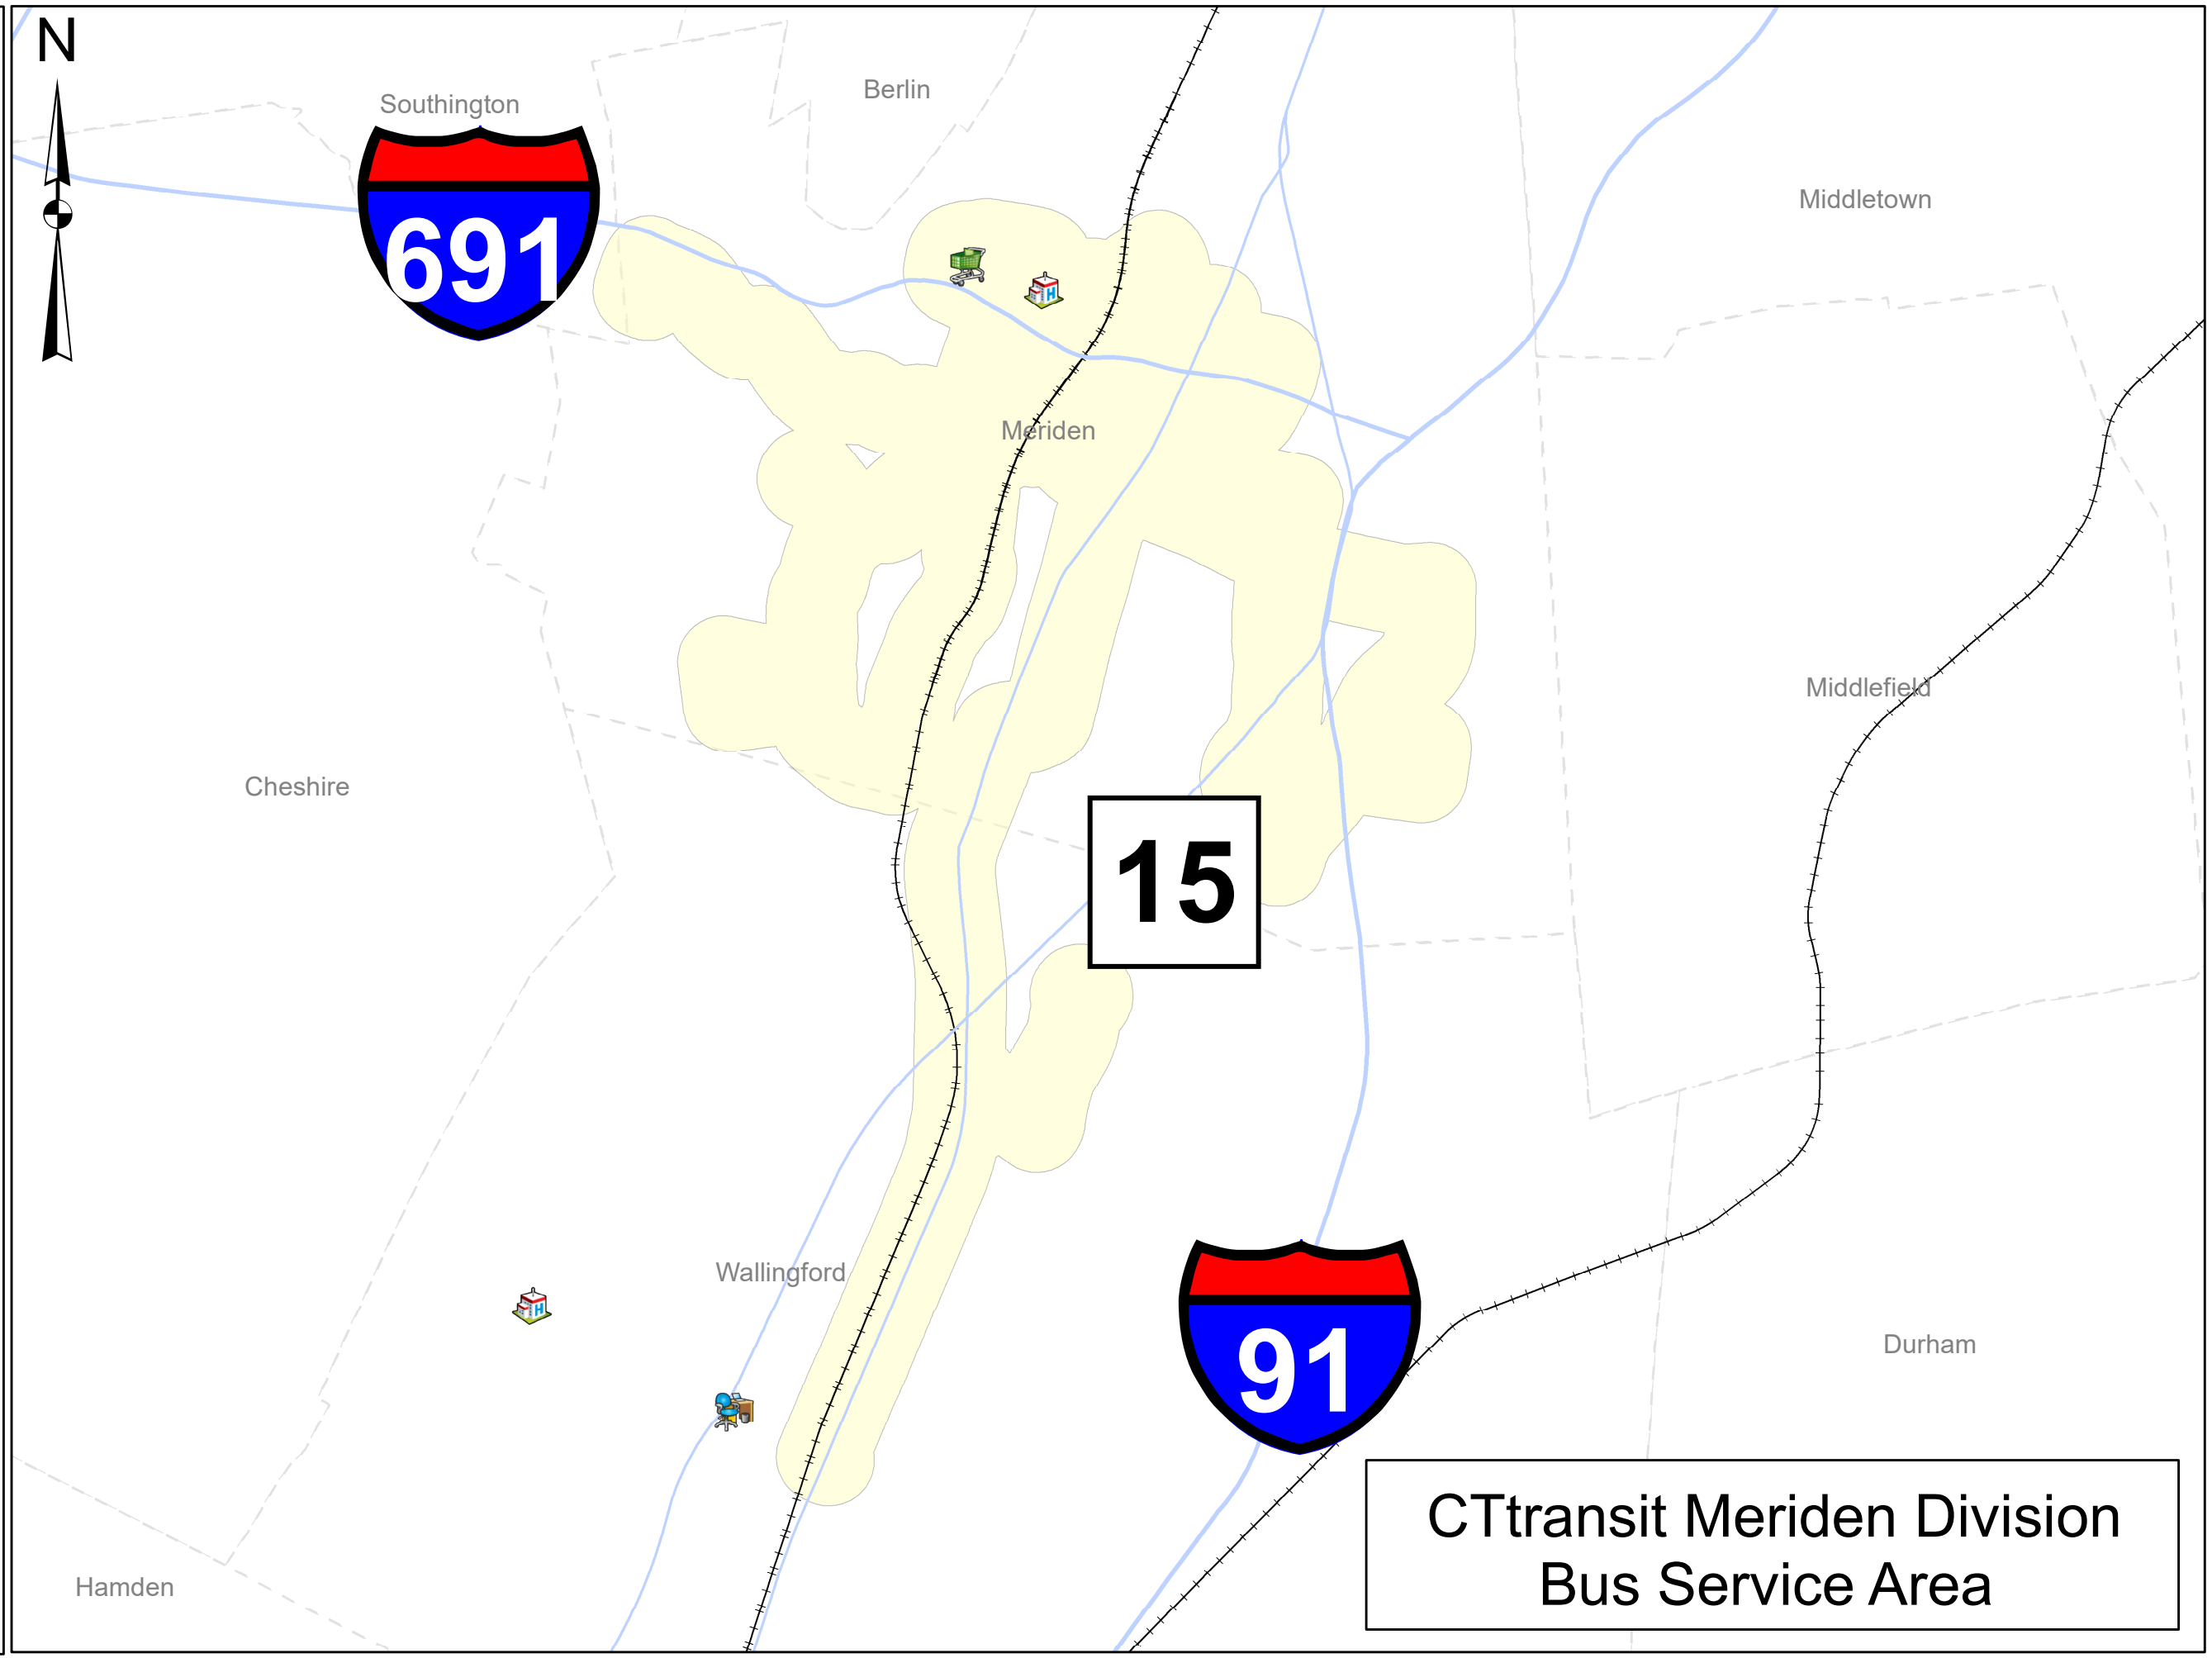 N
Southington
Berlin
691
Middletown
H
Meriden
Middlefield
Cheshire
15
Wallingford
H
91
Durham
CTtransit Meriden Division
Bus Service Area
Hamden